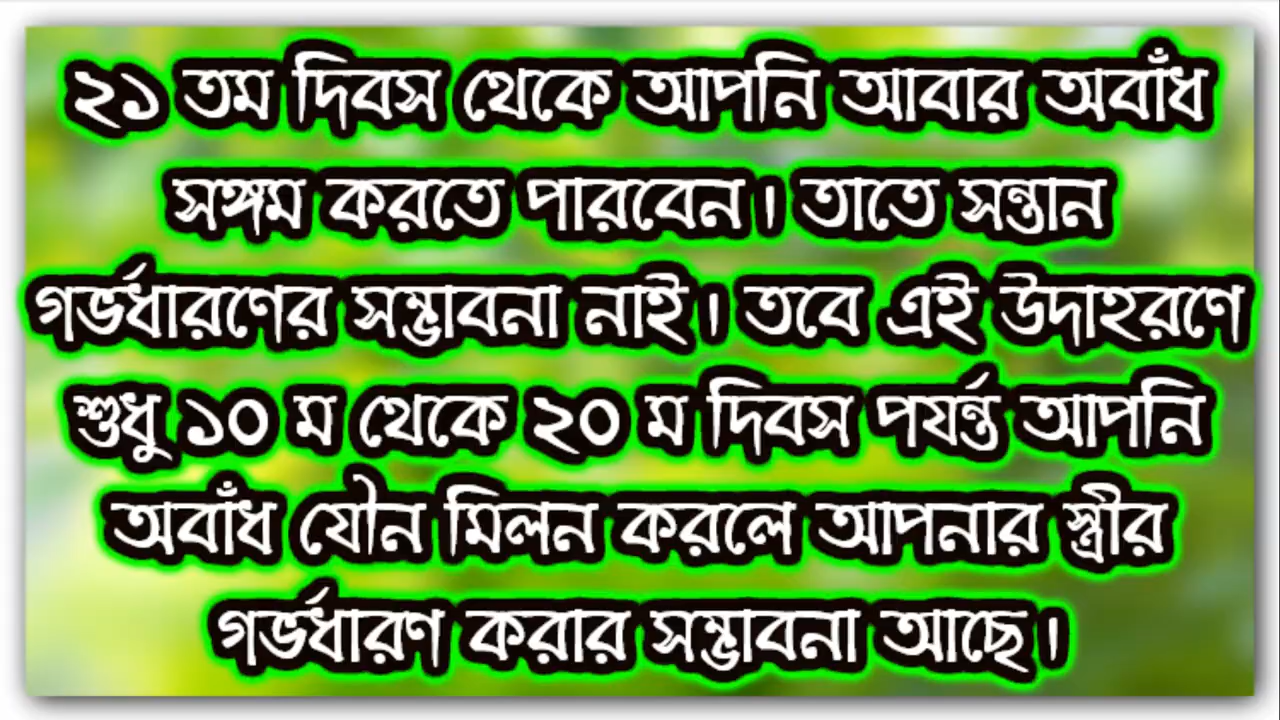 ২১ তম দিবস থেকে আপনি আবার অবাঁধ
সঙ্গম করতে পারবেন। তাতে সন্তান
গর্ভধারণের সম্ভাবনা নাই। তবে এই উদাহরণে
শুধু ১০ ম থেকে ২০ ম দিবস পর্যন্ত আপনি
অবাঁধ যৌন মিলন করলে আপনার স্ত্রীর
গর্ভধারণ করার সম্ভাবনা আছে।